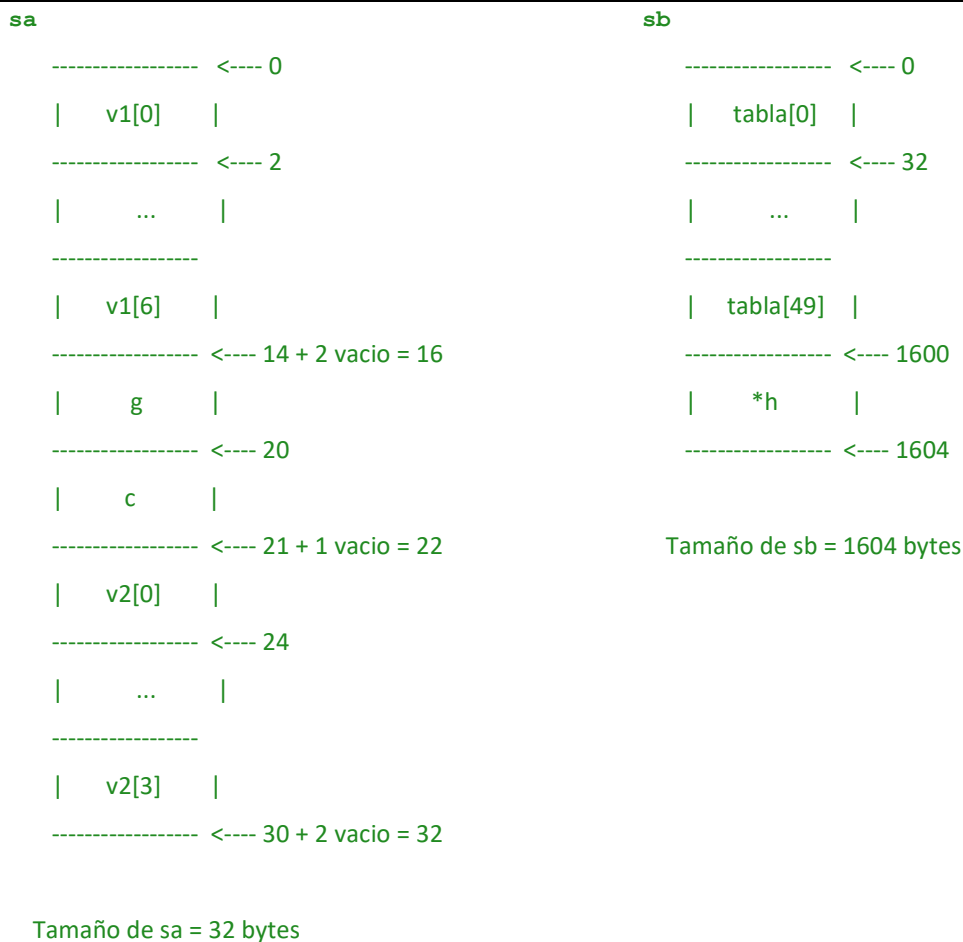 sa sb
------------------ <---- 0 ------------------ <---- 0
| v1[0] | | tabla[0] |
------------------ <---- 2 ------------------ <---- 32
| ... | | ... |
------------------ ------------------
| v1[6] | | tabla[49] |
------------------ <---- 14 + 2 vacio = 16 ------------------ <---- 1600
| g | | *h |
------------------ <---- 20 ------------------ <---- 1604
| c |
------------------ <---- 21 + 1 vacio = 22 Tamaño de sb = 1604 bytes
| v2[0] |
------------------ <---- 24
| ... |
------------------
| v2[3] |
------------------ <---- 30 + 2 vacio = 32
Tamaño de sa = 32 bytes